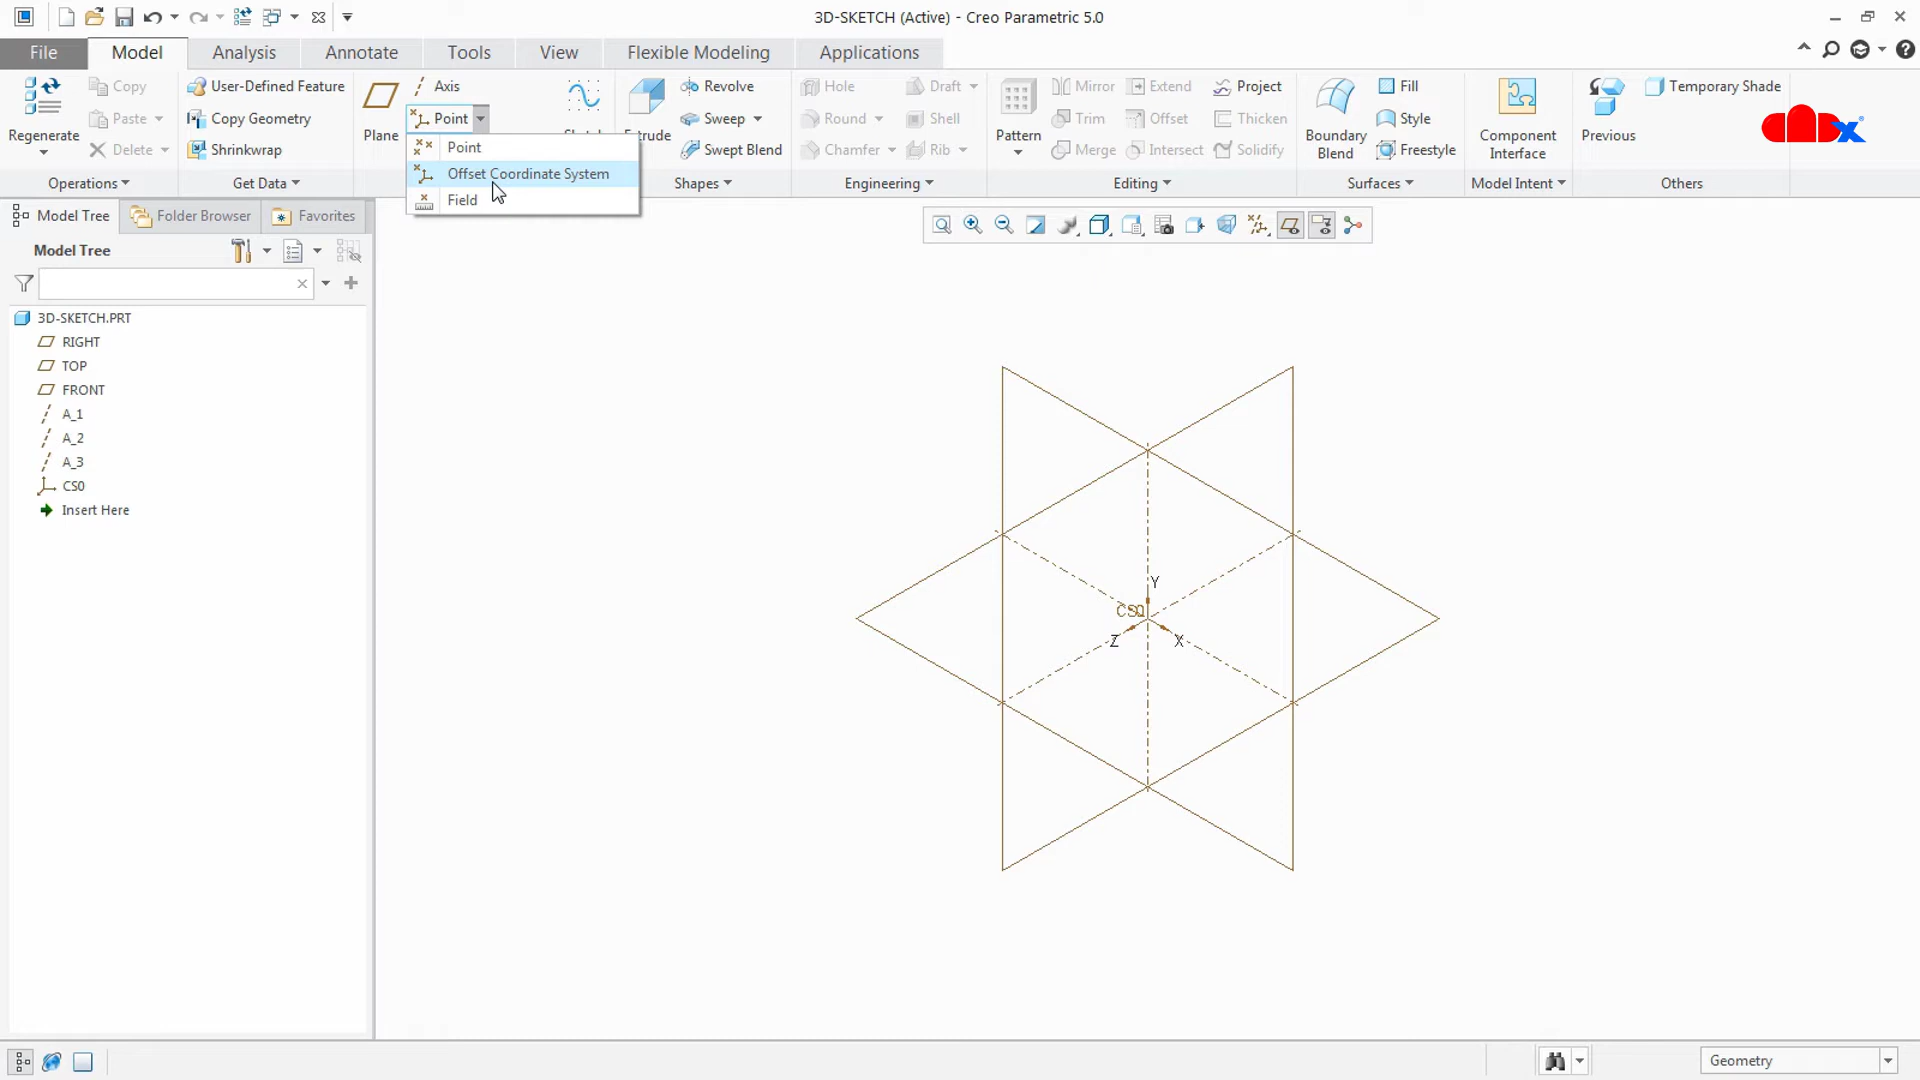 3D-SKETCH (Active) - Creo Parametric 5.0
File Model Analysis Annotate Tools View Flexible Modeling Applications
Regenerate
Copy
Paste
Delete
Operations
User-Defined Feature
Copy Geometry
Shrinkwrap
Get Data
Plane
Axis
Point
Point
Offset Coordinate System
Field
Revolve
Sweep
Swept Blend
Shapes
Hole
Round
Chamfer
Draft
Shell
Rib
Engineering
Pattern
Mirror
Trim
Merge
Extend
Offset
Intersect
Project
Thicken
Solidify
Editing
Boundary
Blend
Fill
Style
Freestyle
Surfaces
Component
Interface
Model Intent
Previous
Temporary Shade
Others
CADX
Model Tree Folder Browser Favorites
Model Tree
3D-SKETCH.PRT
RIGHT
TOP
FRONT
A_1
A_2
A_3
CS0
Insert Here
Y
CS0
Z X
Geometry